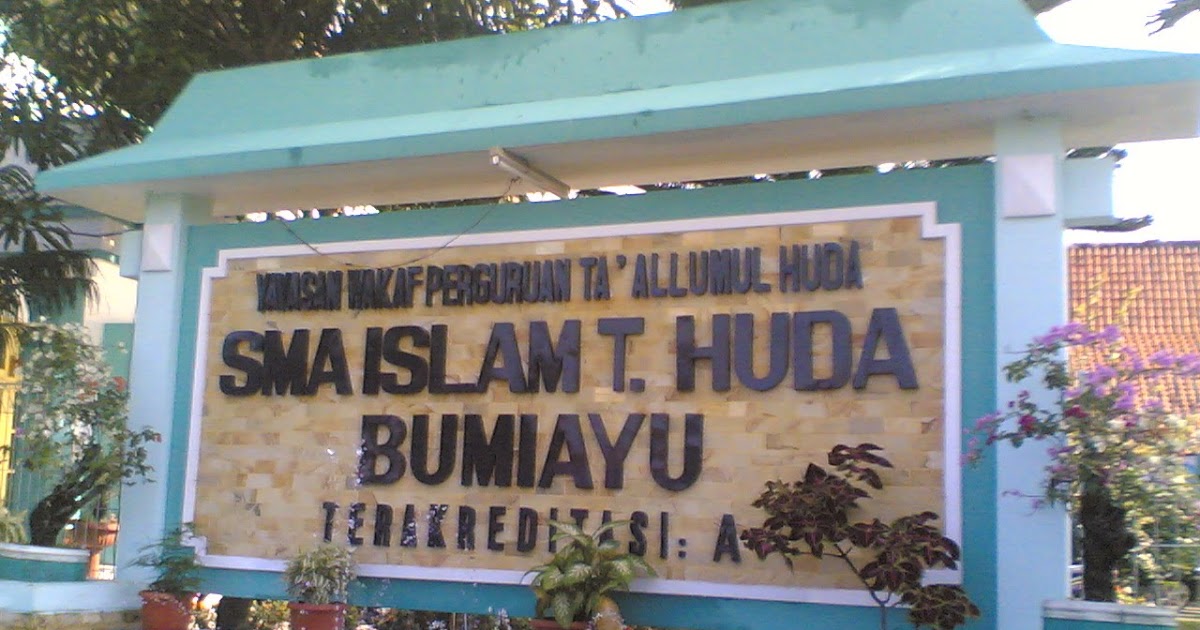 YAYASAN WAKAF PERGURUAN TA'ALLUMUL HUDA
SMA ISLAM T. HUDA
BUMIAYU
TERAKREDITASI: A